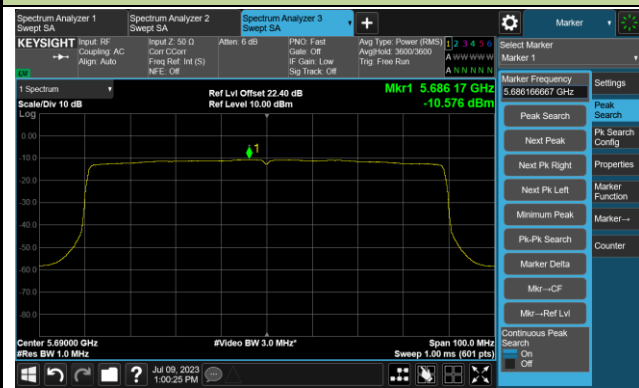 Spectrum Analyzer 1
Swept SA
Spectrum Analyzer 2
Swept SA
Spectrum Analyzer 3
Swept SA
+
Marker
KEYSIGHT
Input: RF
Coupling: AC
Align: Auto
Input Z: 50 Ω
Corr CCorr
Freq Ref: Int (S)
NFE: Off
Atten: 6 dB
PNO: Fast
Gate: Off
IF Gain: Low
Sig Track: Off
Avg Type: Power (RMS)
Avg|Hold: 3600/3600
Trig: Free Run
1 2 3 4 5 6
A W W W W W
A N N N N N
LXI
Select Marker
Marker 1
1 Spectrum
Scale/Div 10 dB
Log
Ref Lvl Offset 22.40 dB
Ref Level 10.00 dBm
Mkr1 5.686 17 GHz
-10.576 dBm
1
0.00
-10.0
-20.0
-30.0
-40.0
-50.0
-60.0
-70.0
-80.0
Center 5.69000 GHz
#Res BW 1.0 MHz
#Video BW 3.0 MHz*
Span 100.0 MHz
Sweep 1.00 ms (601 pts)
Marker Frequency
5.686166667 GHz
Peak Search
Next Peak
Next Pk Right
Next Pk Left
Minimum Peak
Pk-Pk Search
Marker Delta
Mkr→CF
Mkr→Ref Lvl
Continuous Peak
Search
On
Off
Settings
Peak
Search
Pk Search
Config
Properties
Marker
Function
Marker→
Counter
?
Jul 09, 2023
1:00:25 PM